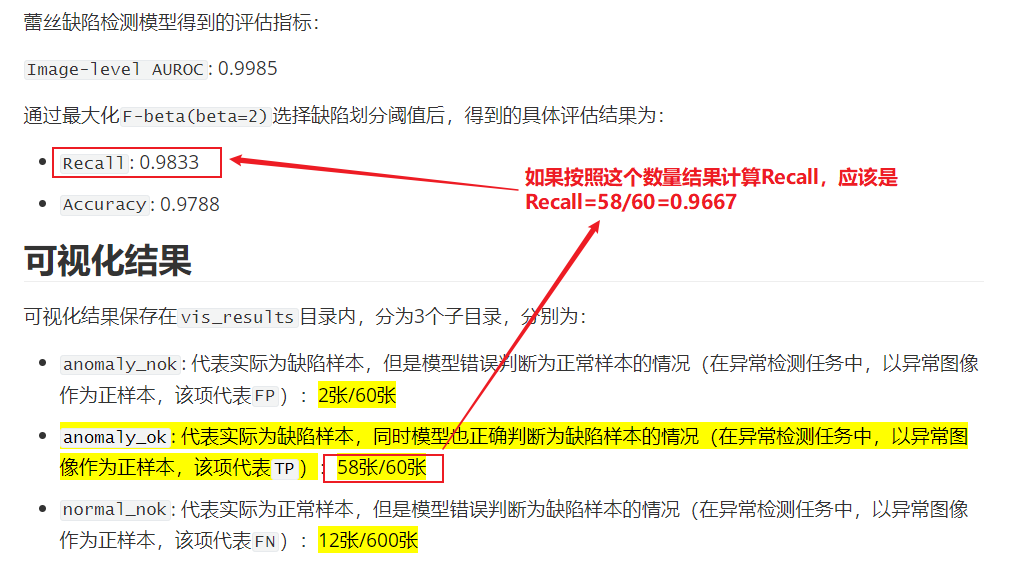 蕾丝缺陷检测模型得到的评估指标：
Image-level AUROC: 0.9985
通过最大化F-beta(beta=2)选择缺陷划分阈值后，得到的具体评估结果为：
Recall: 0.9833
Accuracy: 0.9788
如果按照这个数量结果计算Recall，应该是
Recall=58/60=0.9667
可视化结果
可视化结果保存在vis_results目录内，分为3个子目录，分别为：
anomaly_nok: 代表实际为缺陷样本，但是模型错误判断为正常样本的情况（在异常检测任务中，以异常图像
作为正样本，该项代表FP）：2张/60张
anomaly_ok: 代表实际为缺陷样本，同时模型也正确判断为缺陷样本的情况（在异常检测任务中，以异常图
像作为正样本，该项代表TP）：58张/60张
normal_nok: 代表实际为正常样本，但是模型错误判断为缺陷样本的情况（在异常检测任务中，以异常图像
作为正样本，该项代表FN）：12张/600张